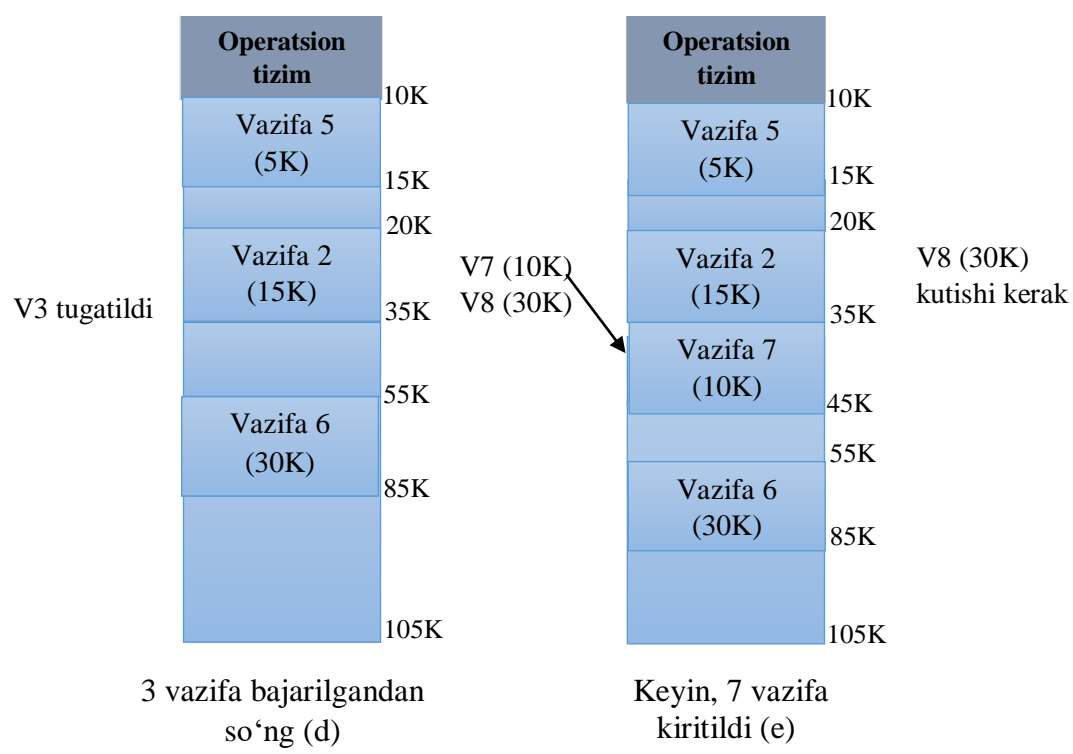 Operatsion
tizim
10K
Vazifa 5
(5K)
15K
20K
Vazifa 2
(15K)
V3 tugatildi
35K
55K
Vazifa 6
(30K)
85K
105K
3 vazifa bajarilgandan
so‘ng (d)
Operatsion
tizim
10K
Vazifa 5
(5K)
15K
20K
V7 (10K)
V8 (30K)
Vazifa 2
(15K)
V8 (30K)
kutishi kerak
35K
Vazifa 7
(10K)
45K
55K
Vazifa 6
(30K)
85K
105K
Keyin, 7 vazifa
kiritildi (e)